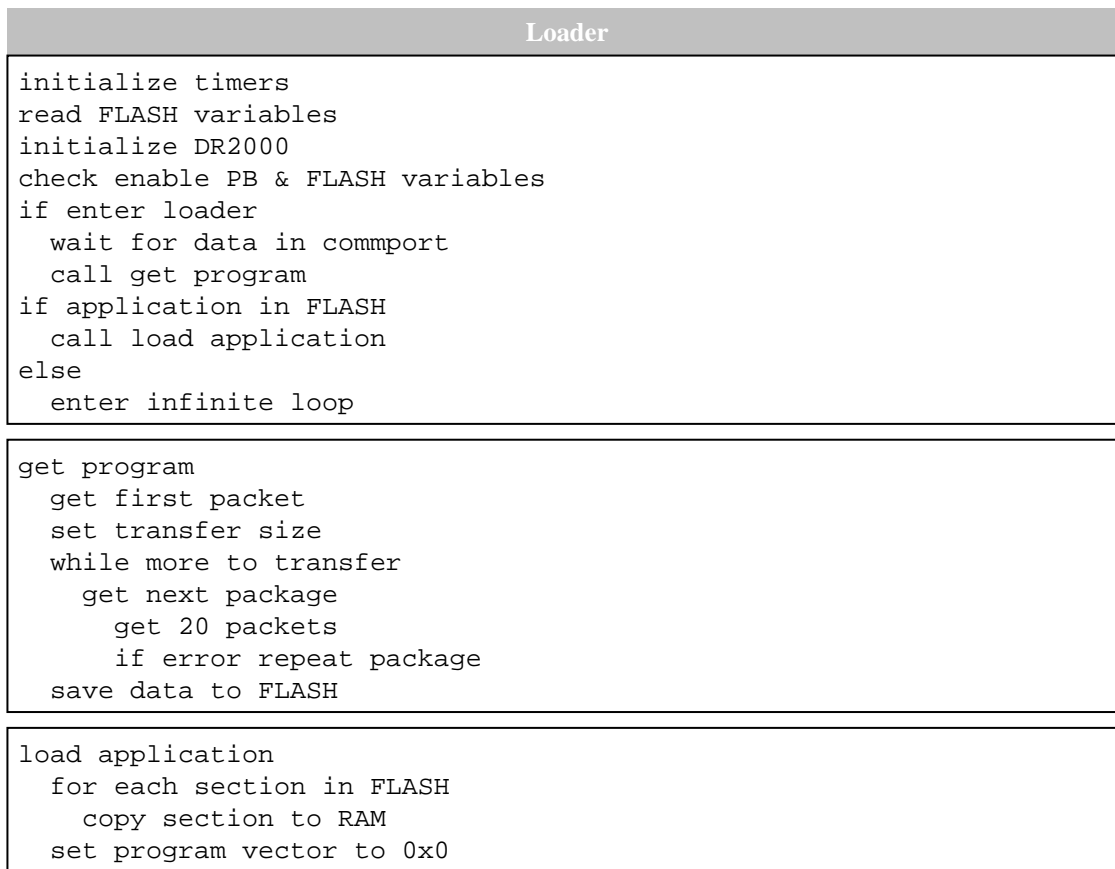 Loader
initialize timers
read FLASH variables
initialize DR2000
check enable PB & FLASH variables
if enter loader
  wait for data in commport
  call get program
if application in FLASH
  call load application
else
  enter infinite loop
get program
  get first packet
  set transfer size
  while more to transfer
    get next package
      get 20 packets
      if error repeat package
  save data to FLASH
load application
  for each section in FLASH
    copy section to RAM
  set program vector to 0x0